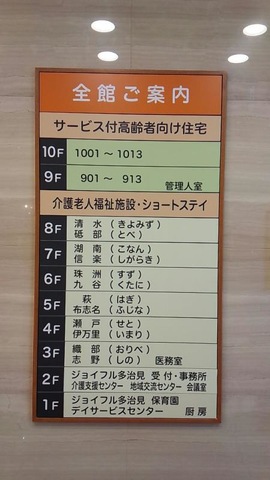 全館ご案内
サービス付高齢者向け住宅
10F 1001 ～ 1013
9F 901 ～ 913 管理人室
介護老人福祉施設・ショートステイ
8F 清 水 （きよみず）
砥 部 （とべ）
7F 湖 南 （こなん）
信 楽 （しがらき）
6F 珠 洲 （すず）
九 谷 （くたに）
5F 萩 （はぎ）
布志名 （ふじな）
4F 瀬 戸 （せと）
伊万里 （いまり）
3F 織 部 （おりべ）
志 野 （しの） 医務室
2F ジョイフル多治見 受付・事務所
介護支援センター 地域交流センター 会議室
1F ジョイフル多治見 保育園
デイサービスセンター 厨 房